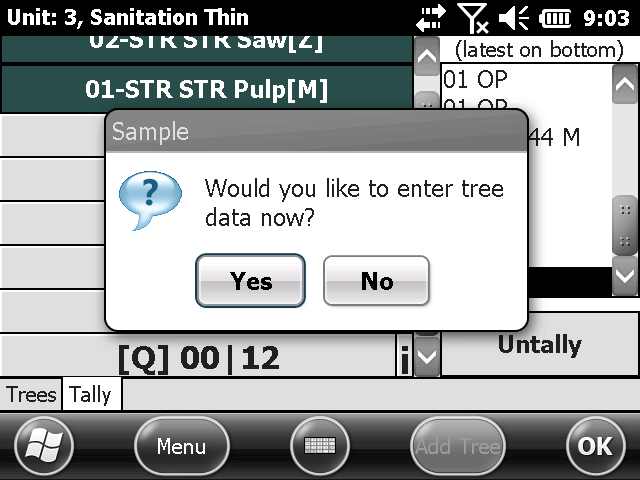 Unit: 3, Sanitation Thin 9:03
02-STR STR Saw[Z]
(latest on bottom)
01-STR STR Pulp[M]
01 OP
01 OP
44 M
Sample
?
Would you like to enter tree
data now?
Yes No
[Q] 00|12
Untally
Trees Tally
Menu Add Tree OK